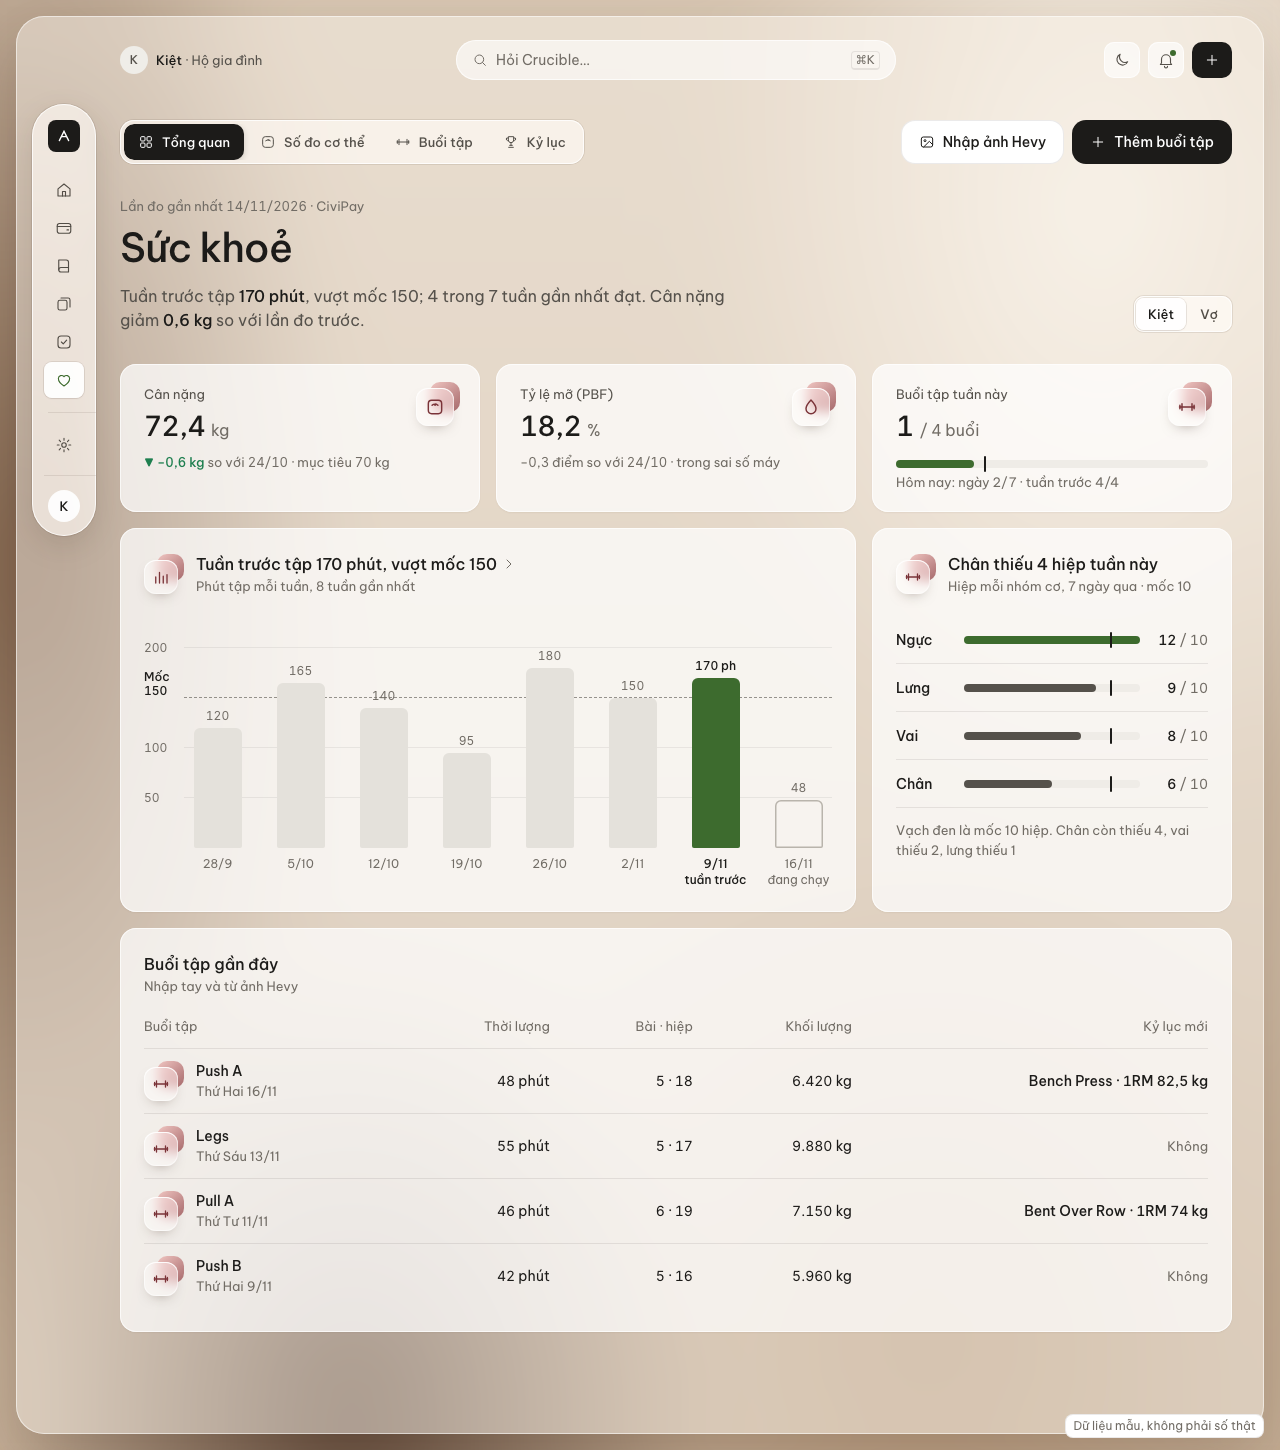 K Kiệt · Hộ gia đình
Hỏi Crucible... ⌘K
A
Tổng quan Số đo cơ thể Buổi tập Kỷ lục
Nhập ảnh Hevy Thêm buổi tập
Lần đo gần nhất 14/11/2026 · CiviPay
Sức khoẻ
Tuần trước tập 170 phút, vượt mốc 150; 4 trong 7 tuần gần nhất đạt. Cân nặng
giảm 0,6 kg so với lần đo trước.
Kiệt Vợ
K
Cân nặng
72,4 kg
▼ −0,6 kg so với 24/10 · mục tiêu 70 kg
Tỷ lệ mỡ (PBF)
18,2 %
−0,3 điểm so với 24/10 · trong sai số máy
Buổi tập tuần này
1 / 4 buổi
Hôm nay: ngày 2/7 · tuần trước 4/4
Tuần trước tập 170 phút, vượt mốc 150
Phút tập mỗi tuần, 8 tuần gần nhất
200
Mốc
150
100
50
120 165 140 95 180 150 170 ph 48
28/9 5/10 12/10 19/10 26/10 2/11 9/11 16/11
tuần trước đang chạy
Chân thiếu 4 hiệp tuần này
Hiệp mỗi nhóm cơ, 7 ngày qua · mốc 10
Ngực 12 / 10
Lưng 9 / 10
Vai 8 / 10
Chân 6 / 10
Vạch đen là mốc 10 hiệp. Chân còn thiếu 4, vai
thiếu 2, lưng thiếu 1
Buổi tập gần đây
Nhập tay và từ ảnh Hevy
Buổi tập Thời lượng Bài · hiệp Khối lượng Kỷ lục mới
Push A
Thứ Hai 16/11
48 phút 5 · 18 6.420 kg Bench Press · 1RM 82,5 kg
Legs
Thứ Sáu 13/11
55 phút 5 · 17 9.880 kg Không
Pull A
Thứ Tư 11/11
46 phút 6 · 19 7.150 kg Bent Over Row · 1RM 74 kg
Push B
Thứ Hai 9/11
42 phút 5 · 16 5.960 kg Không
Dữ liệu mẫu, không phải số thật